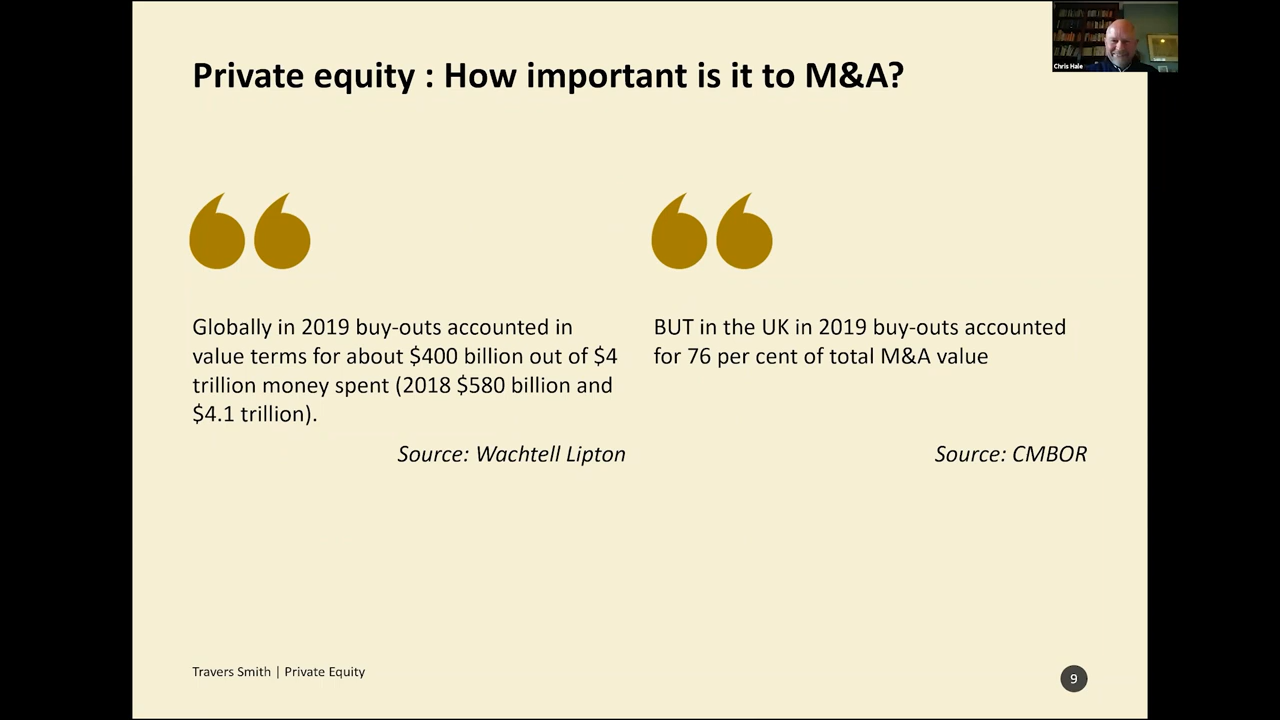 Private equity : How important is it to M&A?
Chris Hale
Globally in 2019 buy-outs accounted in
value terms for about $400 billion out of $4
trillion money spent (2018 $580 billion and
$4.1 trillion).
Source: Wachtell Lipton
BUT in the UK in 2019 buy-outs accounted
for 76 per cent of total M&A value
Source: CMBOR
Travers Smith | Private Equity
9